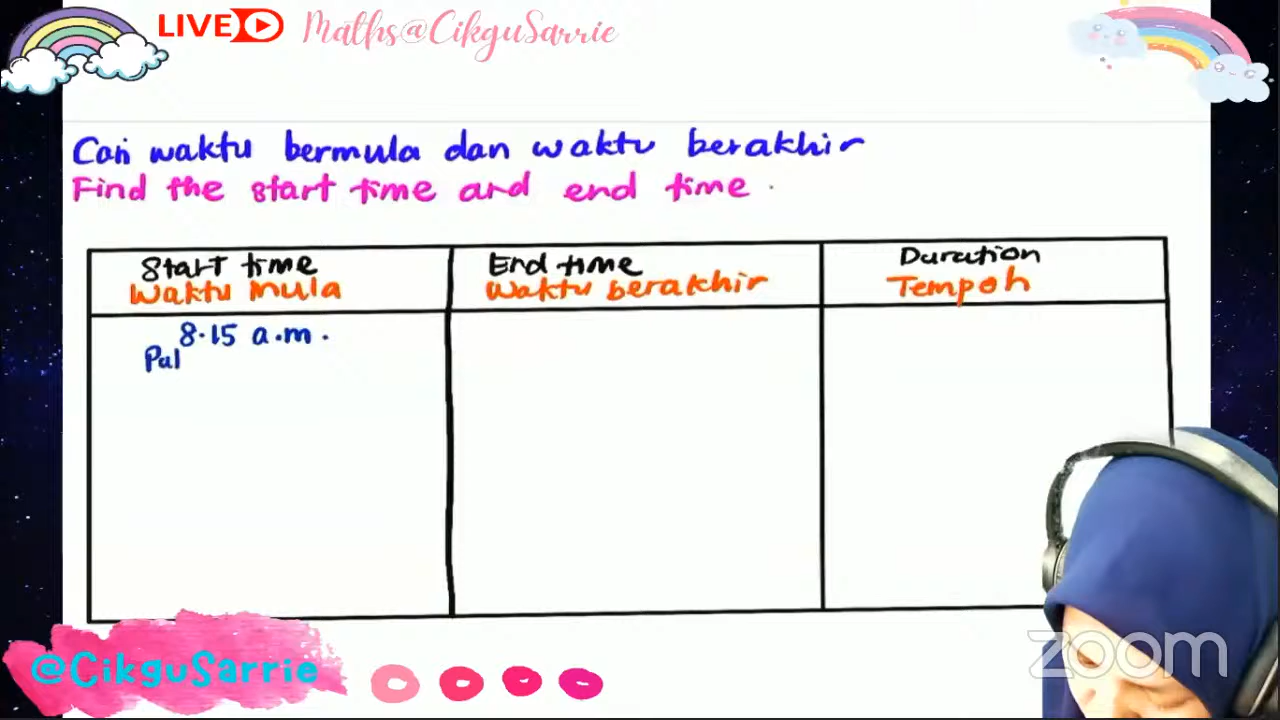 LIVE Maths@CikguSarrie
Cari waktu bermula dan waktu berakhir
Find the start time and end time
Start time
Waktu mula
End time
Waktu berakhir
Duration
Tempoh
8.15 a.m.
Pul
@CikguSarrie
zoom